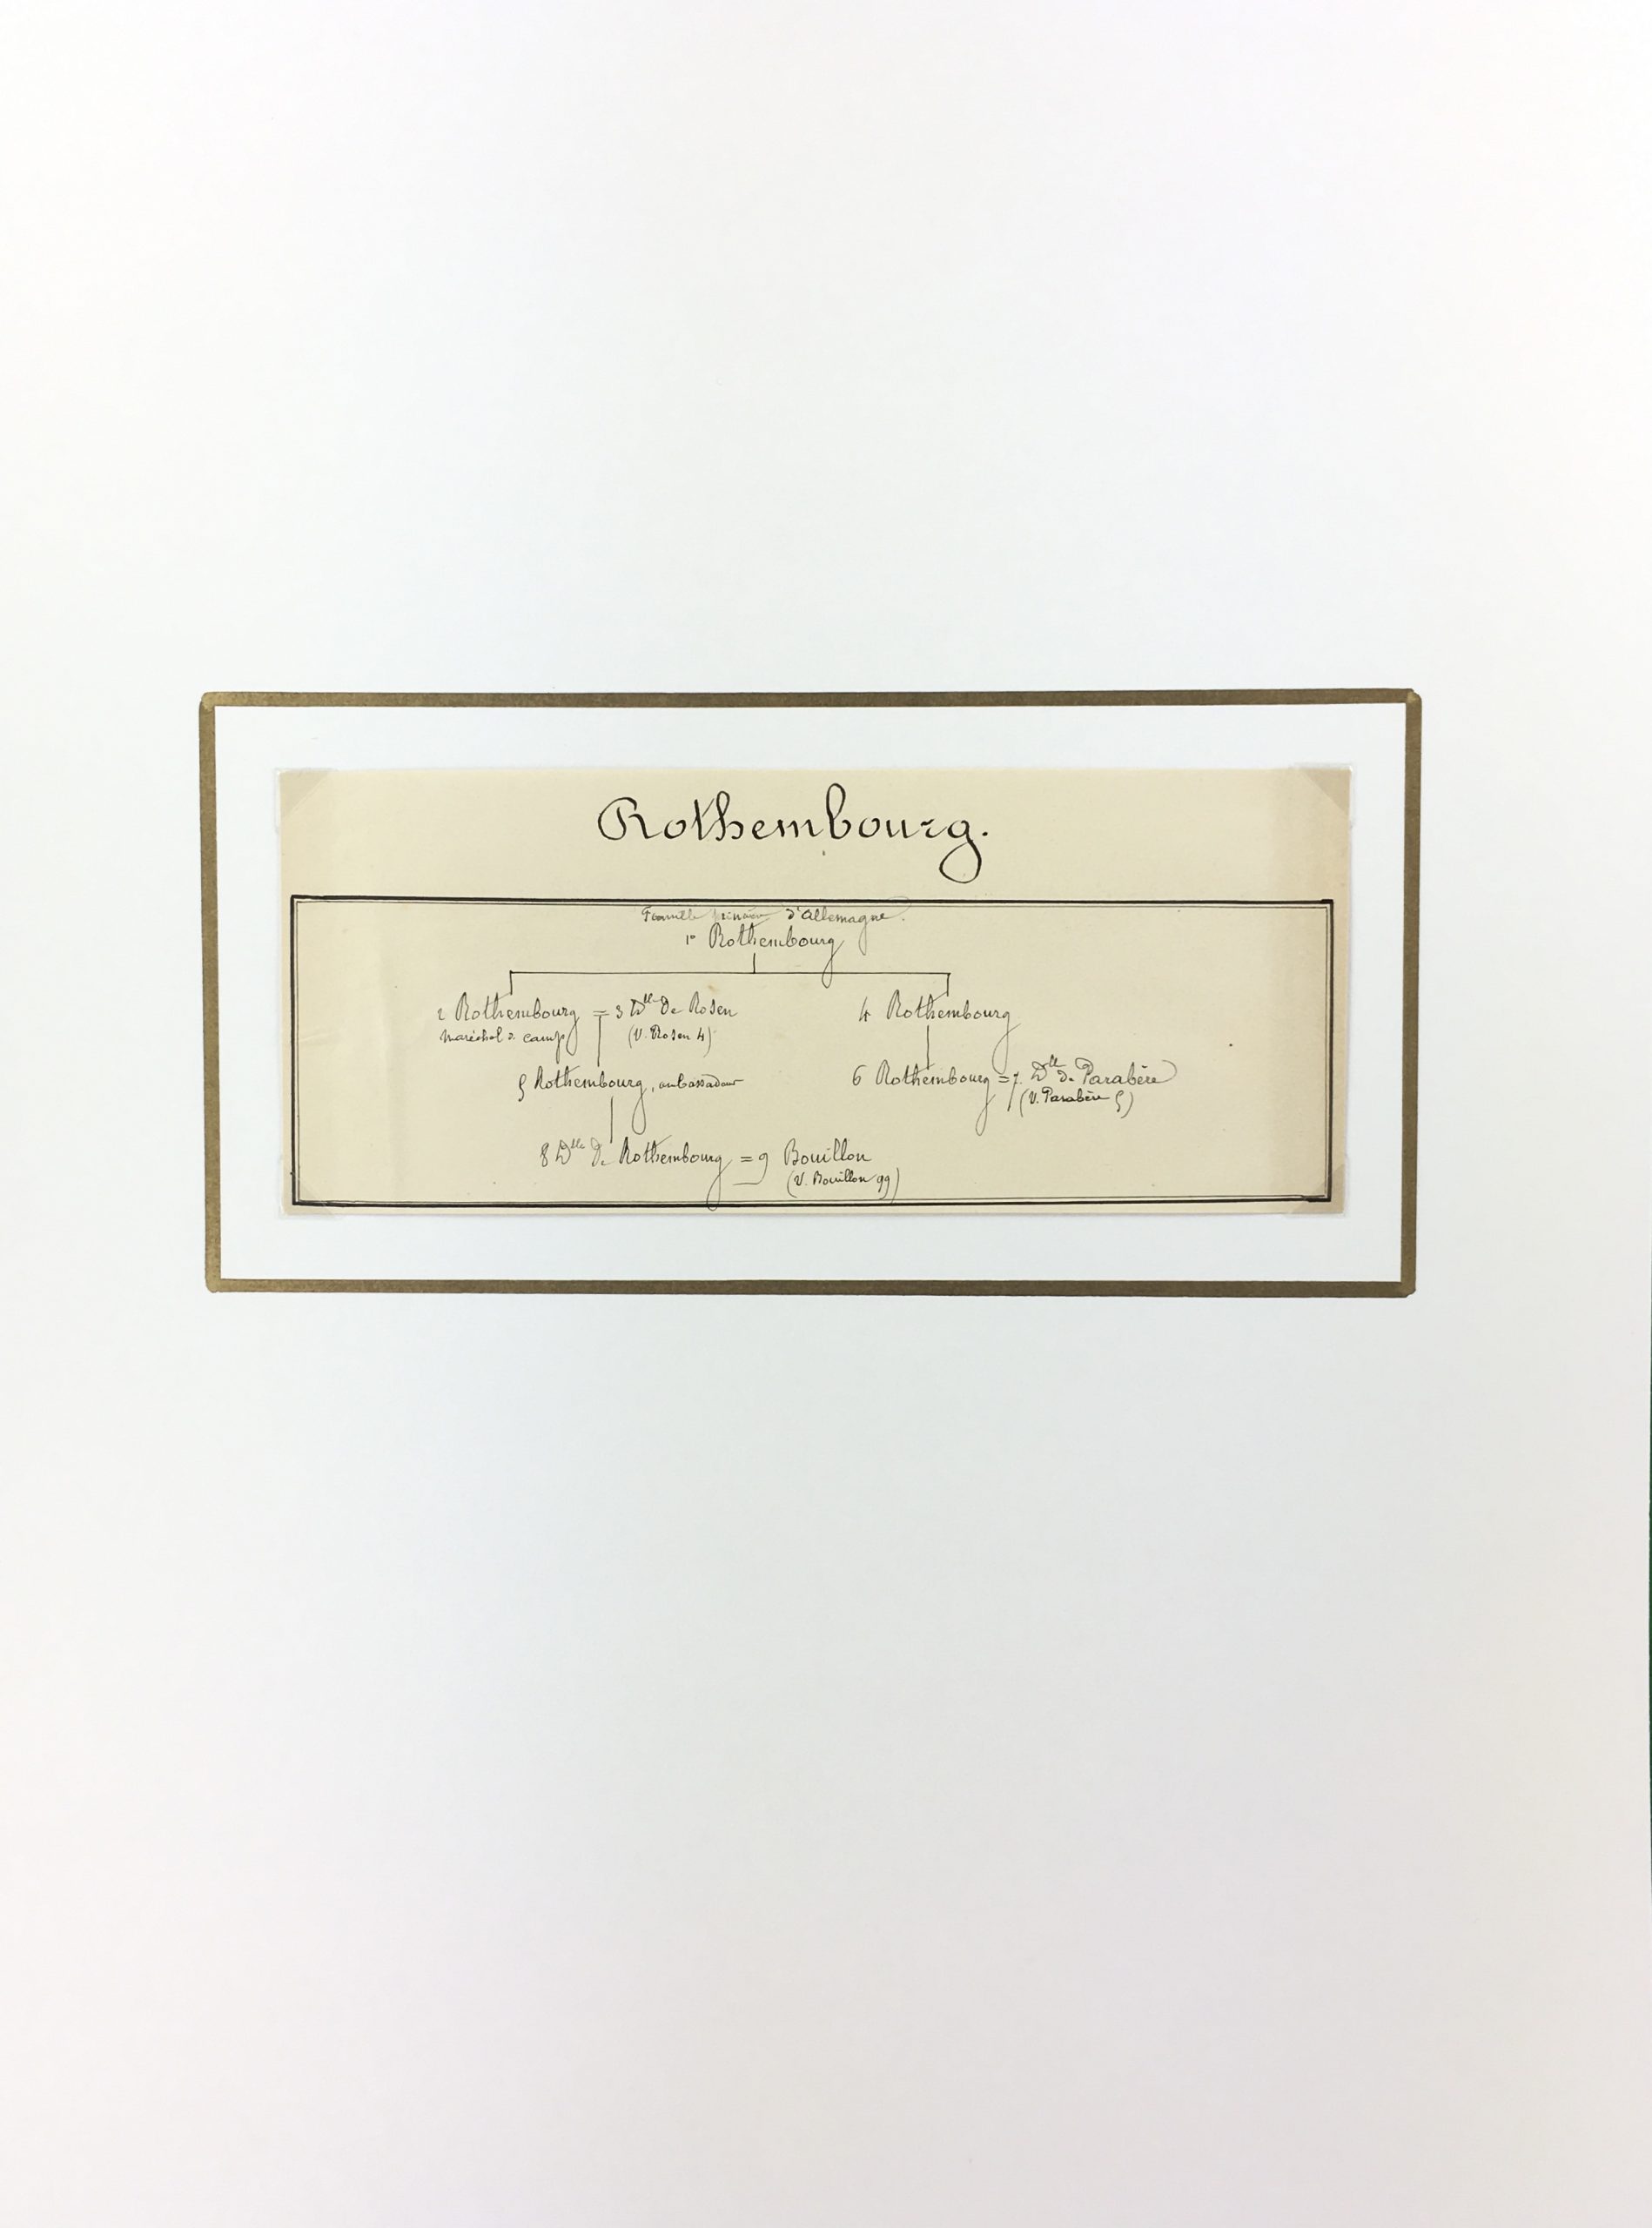 Rothembourg.
Famille d'Allemagne.
1° Rothembourg
2 Rothembourg = 3 Dlle De Rosen 4 Rothembourg
Maréchal de camp (V. Rosen 4)
5 Rothembourg, ambassadeur 6 Rothembourg = 7. Dlle de Parabère
(V. Parabère 5)
8 Dlle De Rothembourg = 9 Bouillon
(V. Bouillon 99)